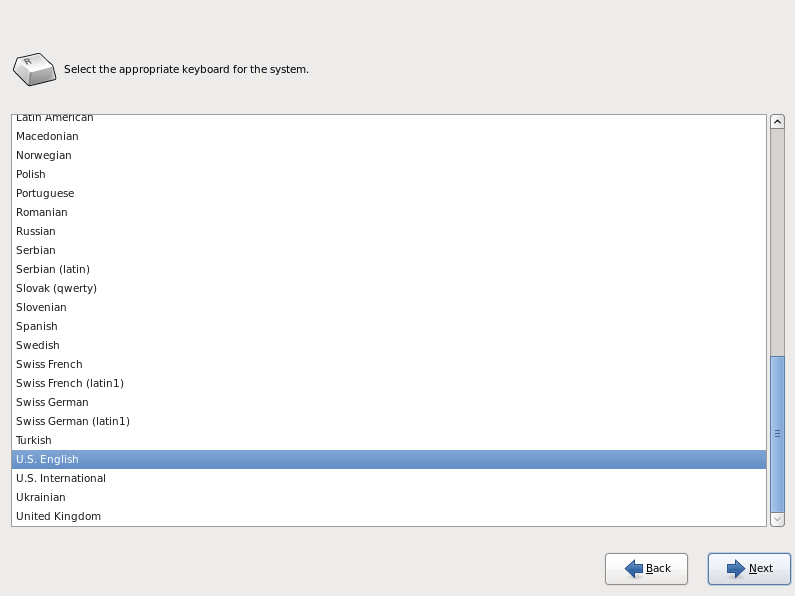 R
Select the appropriate keyboard for the system.
Latin American
Macedonian
Norwegian
Polish
Portuguese
Romanian
Russian
Serbian
Serbian (latin)
Slovak (qwerty)
Slovenian
Spanish
Swedish
Swiss French
Swiss French (latin1)
Swiss German
Swiss German (latin1)
Turkish
U.S. English
U.S. International
Ukrainian
United Kingdom
Back
Next